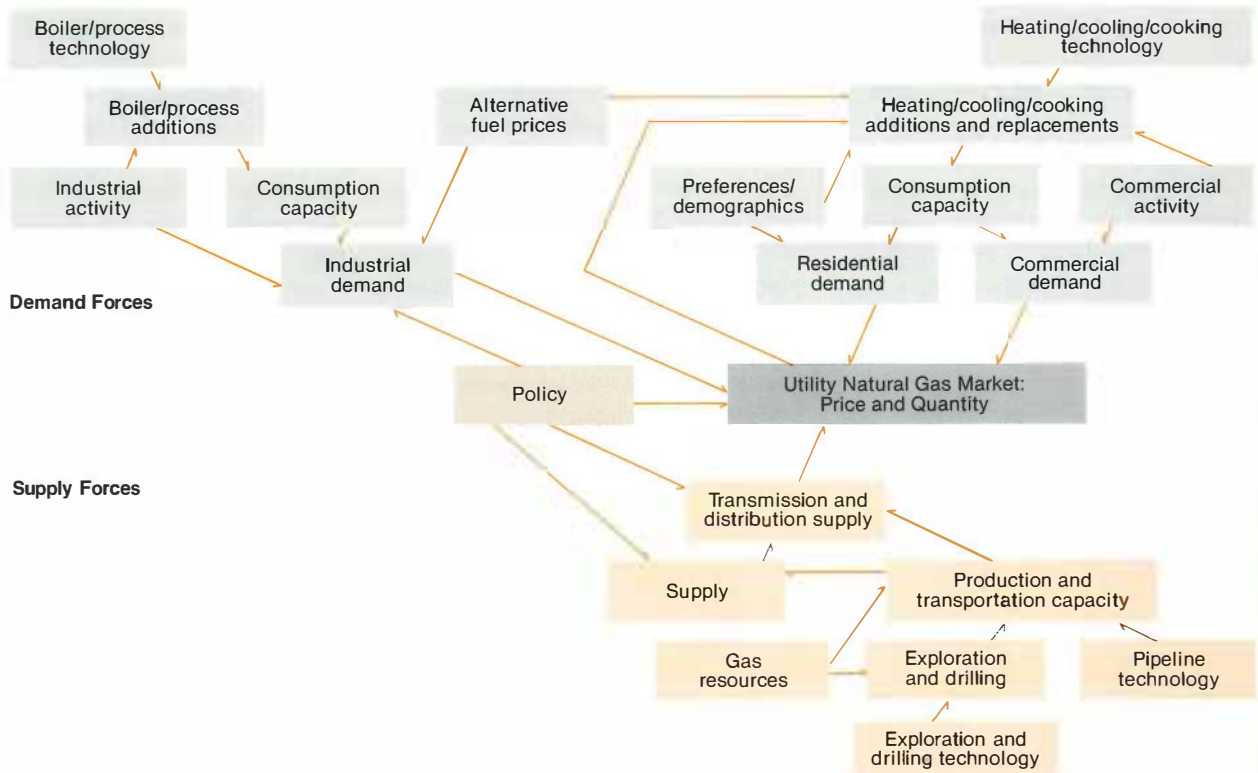 Boiler/process
technology
Heating/cooling/cooking
technology
Boiler/process
additions
Alternative
fuel prices
Heating/cooling/cooking
additions and replacements
Industrial
activity
Consumption
capacity
Preferences/
demographics
Consumption
capacity
Commercial
activity
Industrial
demand
Residential
demand
Commercial
demand
Demand Forces
Policy
Utility Natural Gas Market:
Price and Quantity
Supply Forces
Transmission and
distribution supply
Supply
Production and
transportation capacity
Gas
resources
Exploration
and drilling
Pipeline
technology
Exploration and
drilling technology